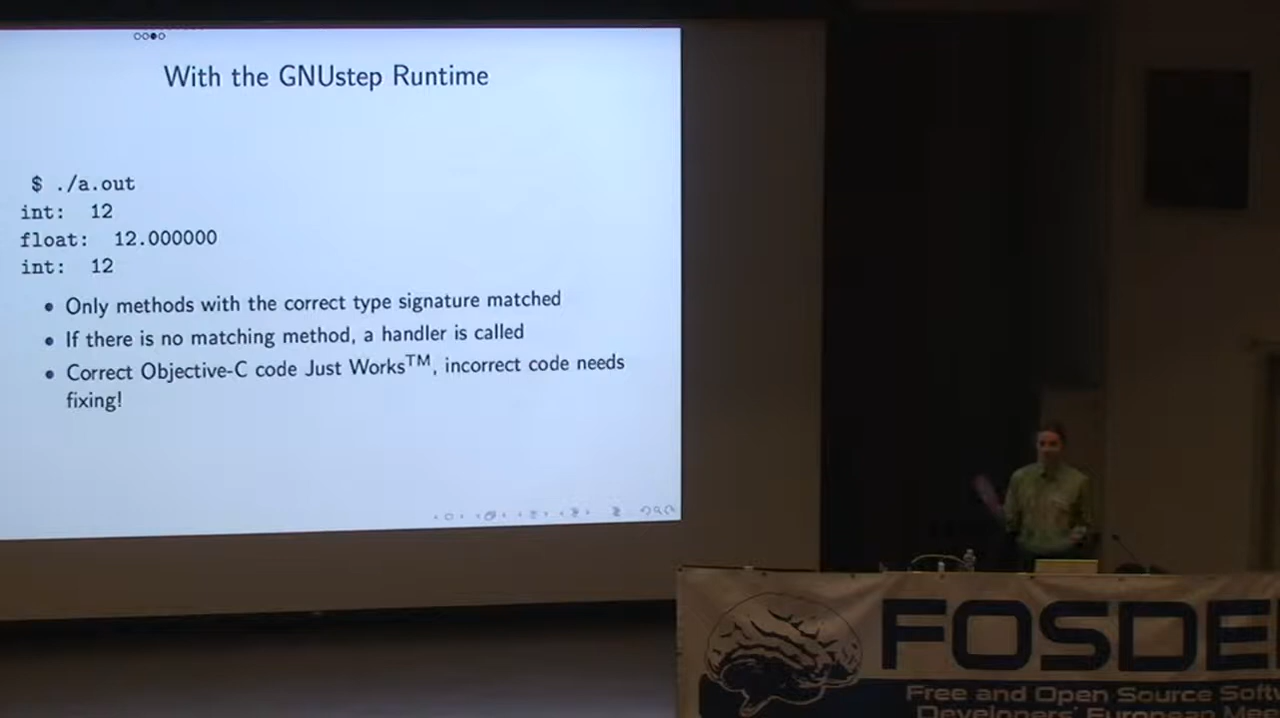 With the GNUstep Runtime
$ ./a.out
int: 12
float: 12.000000
int: 12
• Only methods with the correct type signature matched
• If there is no matching method, a handler is called
• Correct Objective-C code Just Works™, incorrect code needs
fixing!
FOSDE
Free and Open Source Softw
Developers' European Mee